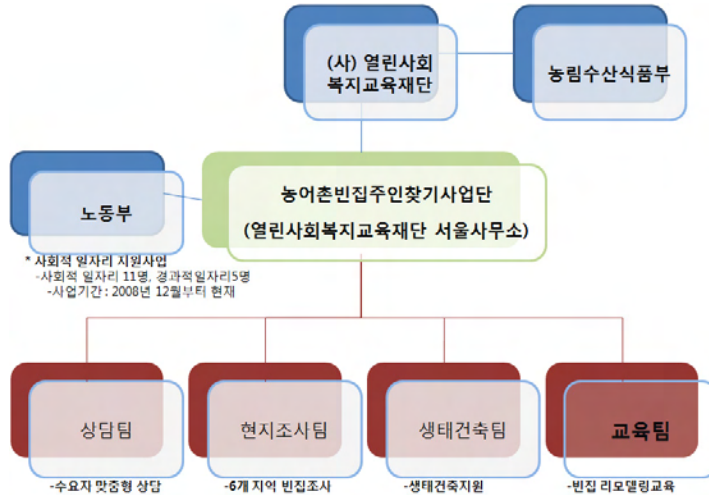 (사) 열린사회
복지교육재단
농림수산식품부
농어촌빈집주인찾기사업단
(열린사회복지교육재단 서울사무소)
노동부
* 사회적 일자리 지원사업
-사회적 일자리 11명, 경과적일자리5명
-사업기간 : 2008년 12월부터 현재
상담팀
현지조사팀
생태건축팀
교육팀
-수요자 맞춤형 상담
-6개 지역 빈집조사
-생태건축지원
-빈집 리모델링교육